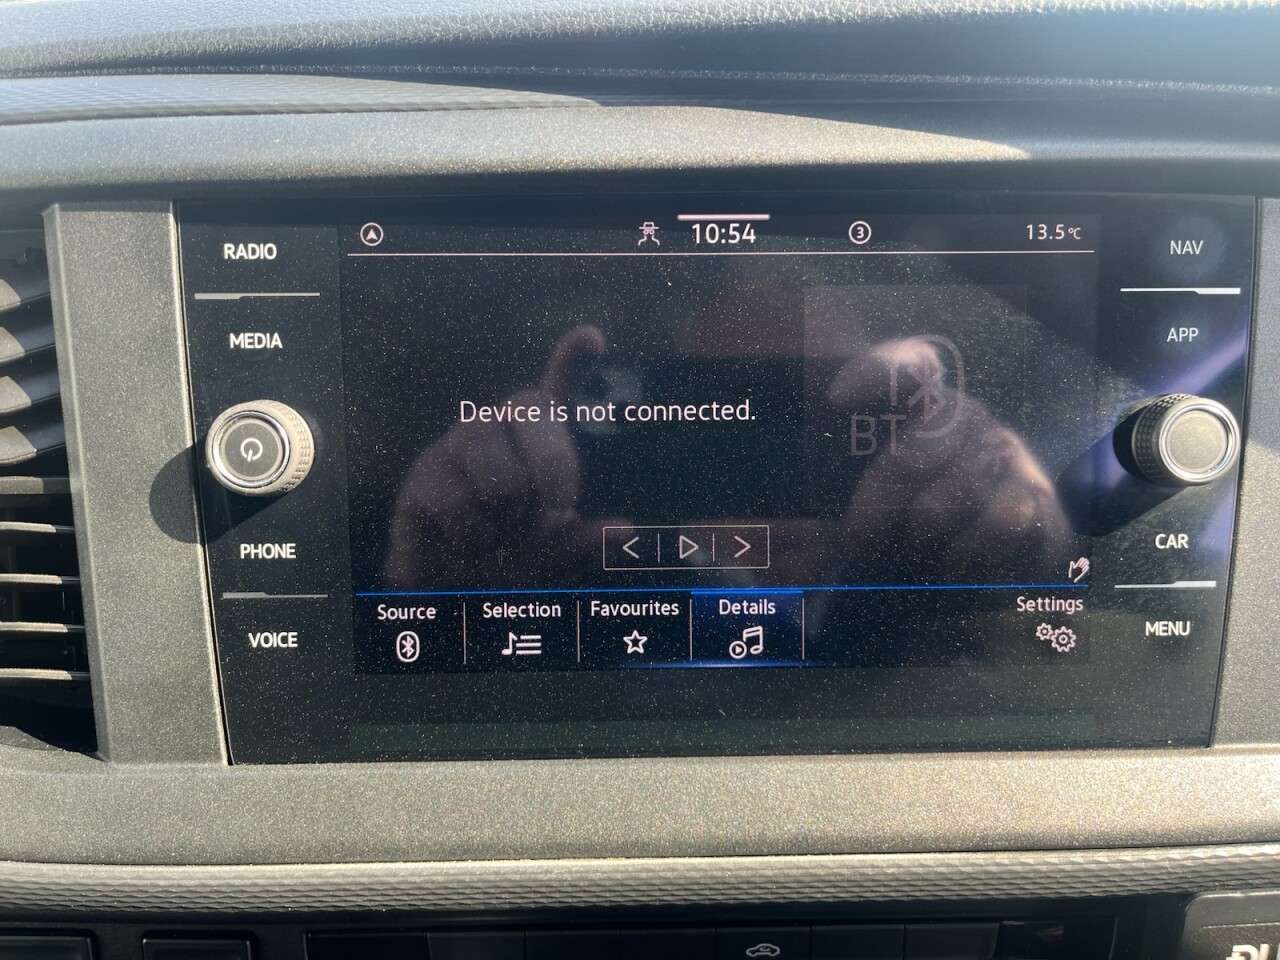 RADIO
MEDIA
PHONE
VOICE
10:54
3
13.5°C
Device is not connected.
BT
Source
Selection
Favourites
Details
Settings
NAV
APP
CAR
MENU